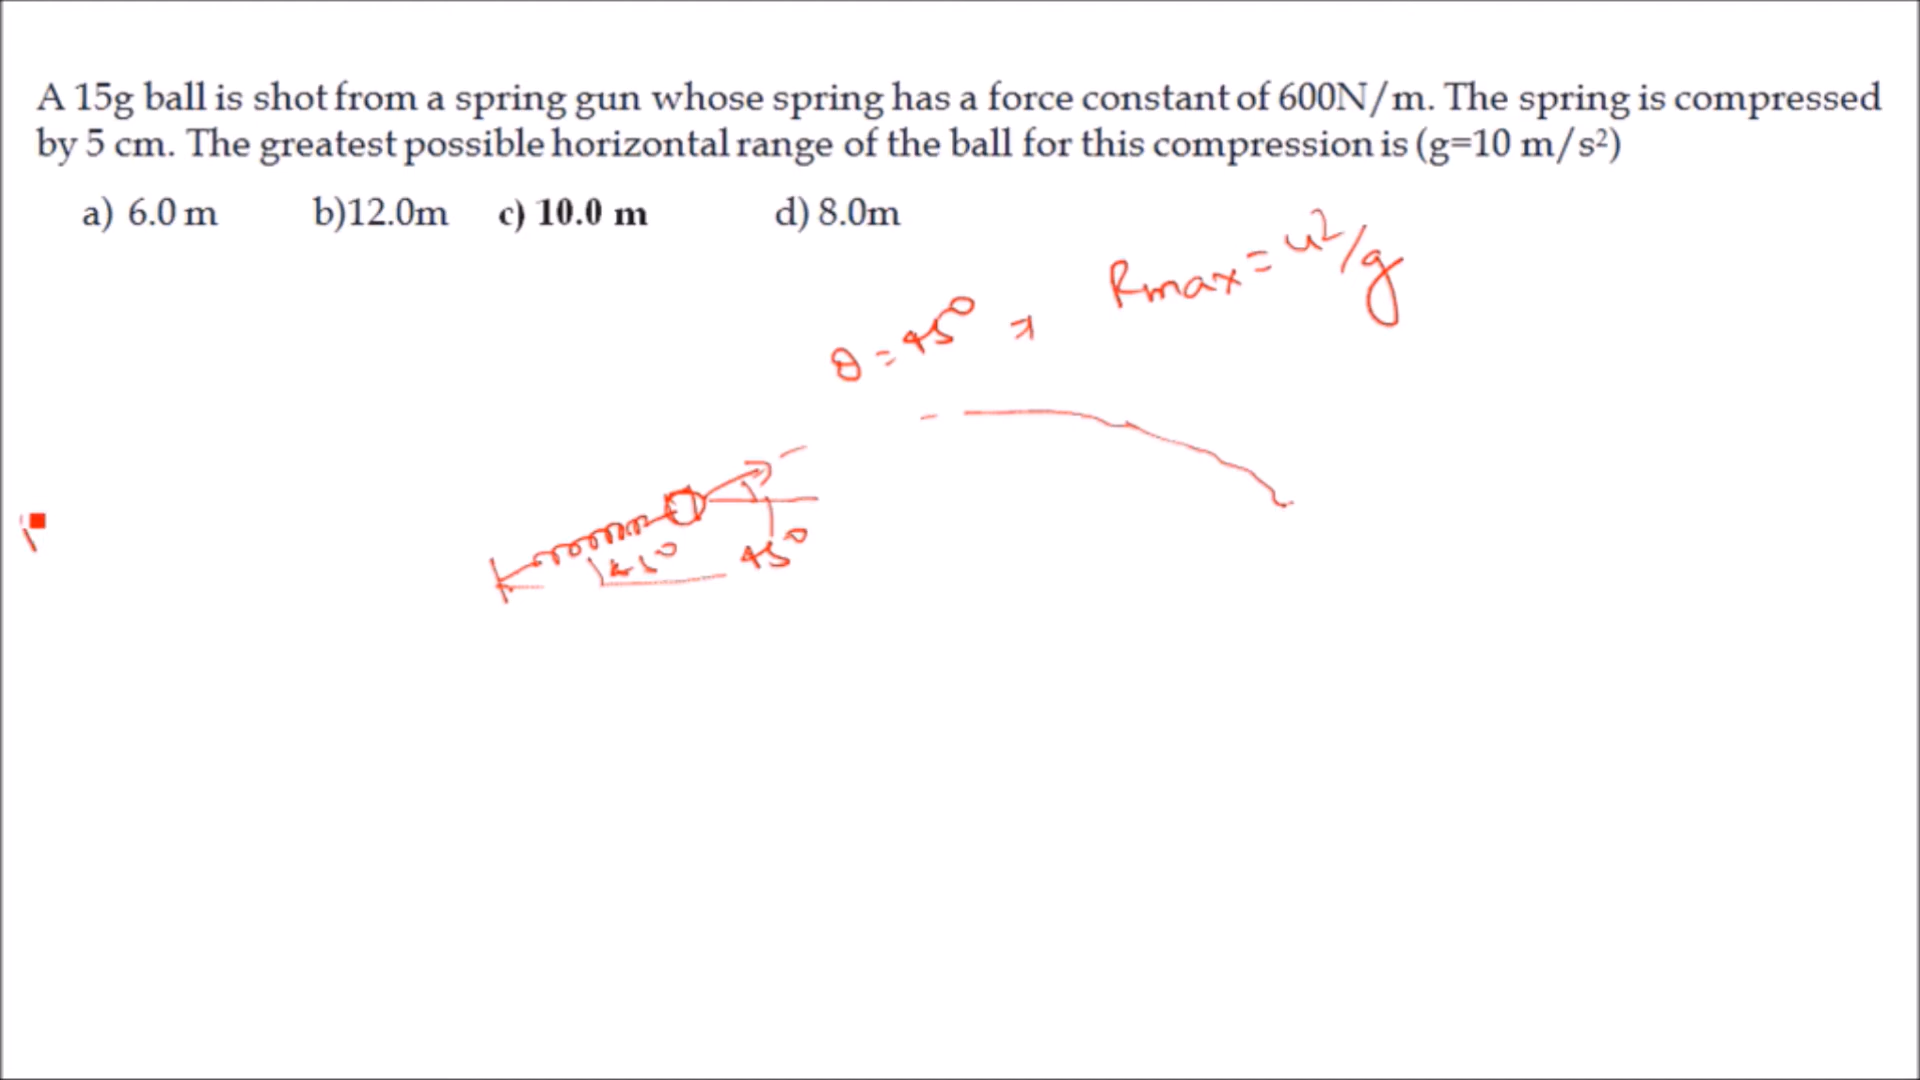 A 15g ball is shot from a spring gun whose spring has a force constant of 600N/m. The spring is compressed
by 5 cm. The greatest possible horizontal range of the ball for this compression is (g=10 m/s²)
a) 6.0 m b)12.0m c) 10.0 m d) 8.0m
Rmax = u²/g
θ = 45°
45°
45°